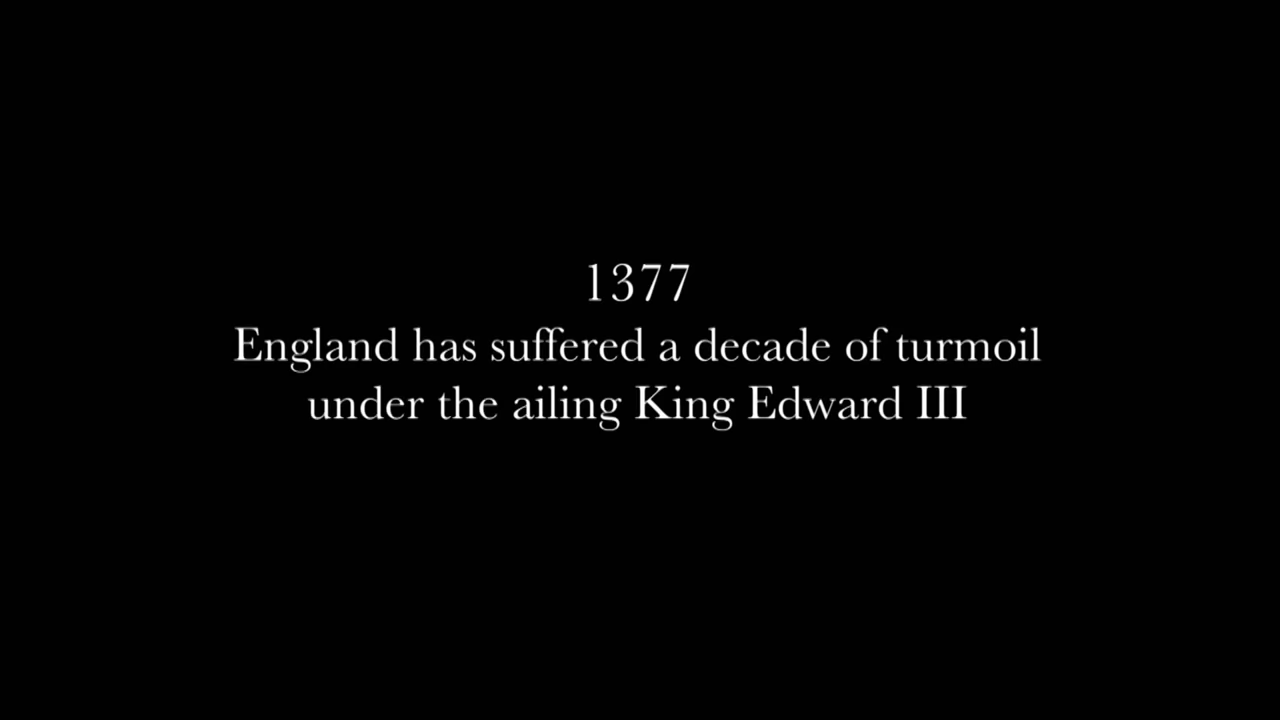 1377
England has suffered a decade of turmoil
under the ailing King Edward III